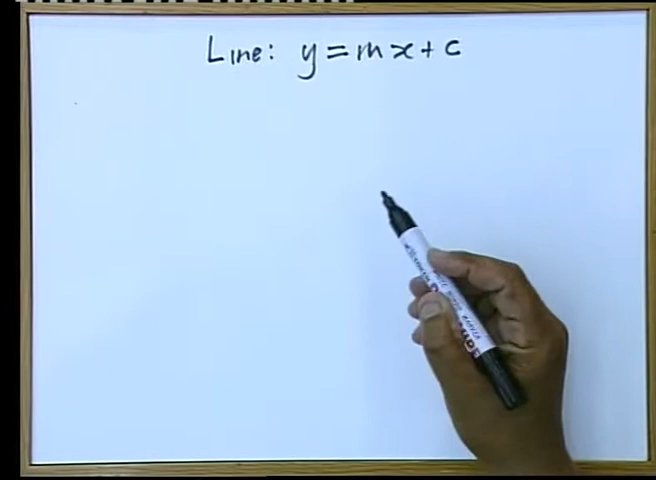 Line: y = mx + c